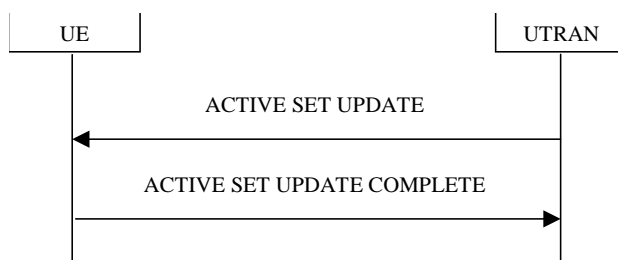 UE
UTRAN
ACTIVE SET UPDATE
ACTIVE SET UPDATE COMPLETE